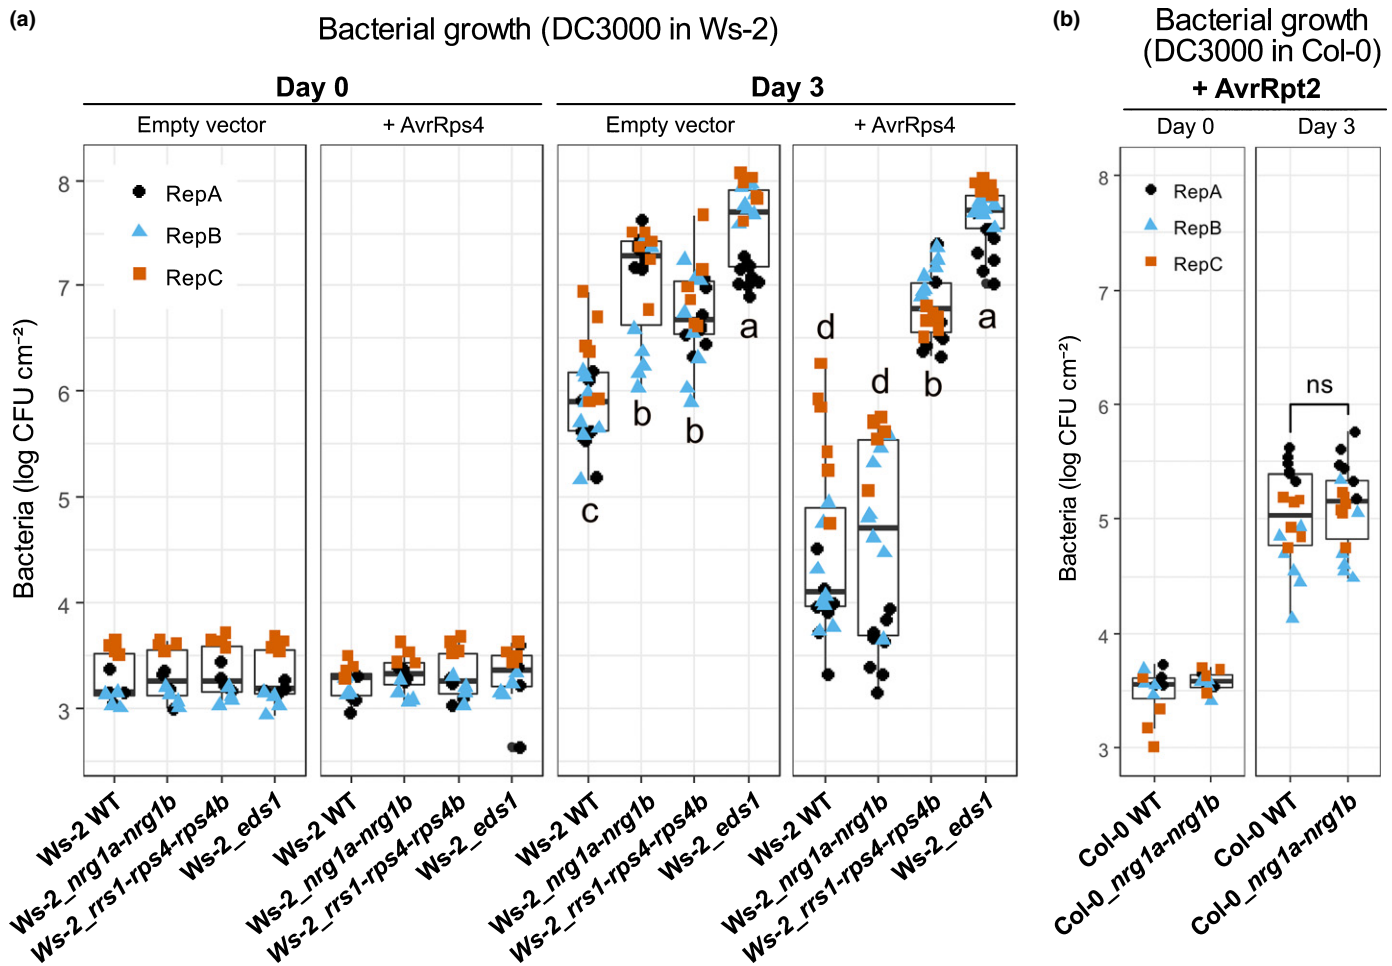 (a)
Bacterial growth (DC3000 in Ws-2)
Day 0
Day 3
Empty vector
+ AvrRps4
Empty vector
+ AvrRps4
Bacteria (log CFU cm⁻²)
8
7
6
5
4
3
RepA
RepB
RepC
c
b
b
a
d
d
b
a
Ws-2 WT
Ws-2_nrg1a-nrg1b
Ws-2_rrs1-rps4-rps4b
Ws-2_eds1
Ws-2 WT
Ws-2_nrg1a-nrg1b
Ws-2_rrs1-rps4-rps4b
Ws-2_eds1
Ws-2 WT
Ws-2_nrg1a-nrg1b
Ws-2_rrs1-rps4-rps4b
Ws-2_eds1
Ws-2 WT
Ws-2_nrg1a-nrg1b
Ws-2_rrs1-rps4-rps4b
Ws-2_eds1
(b)
Bacterial growth
(DC3000 in Col-0)
+ AvrRpt2
Day 0
Day 3
Bacteria (log CFU cm⁻²)
8
7
6
5
4
3
RepA
RepB
RepC
ns
Col-0 WT
Col-0_nrg1a-nrg1b
Col-0 WT
Col-0_nrg1a-nrg1b